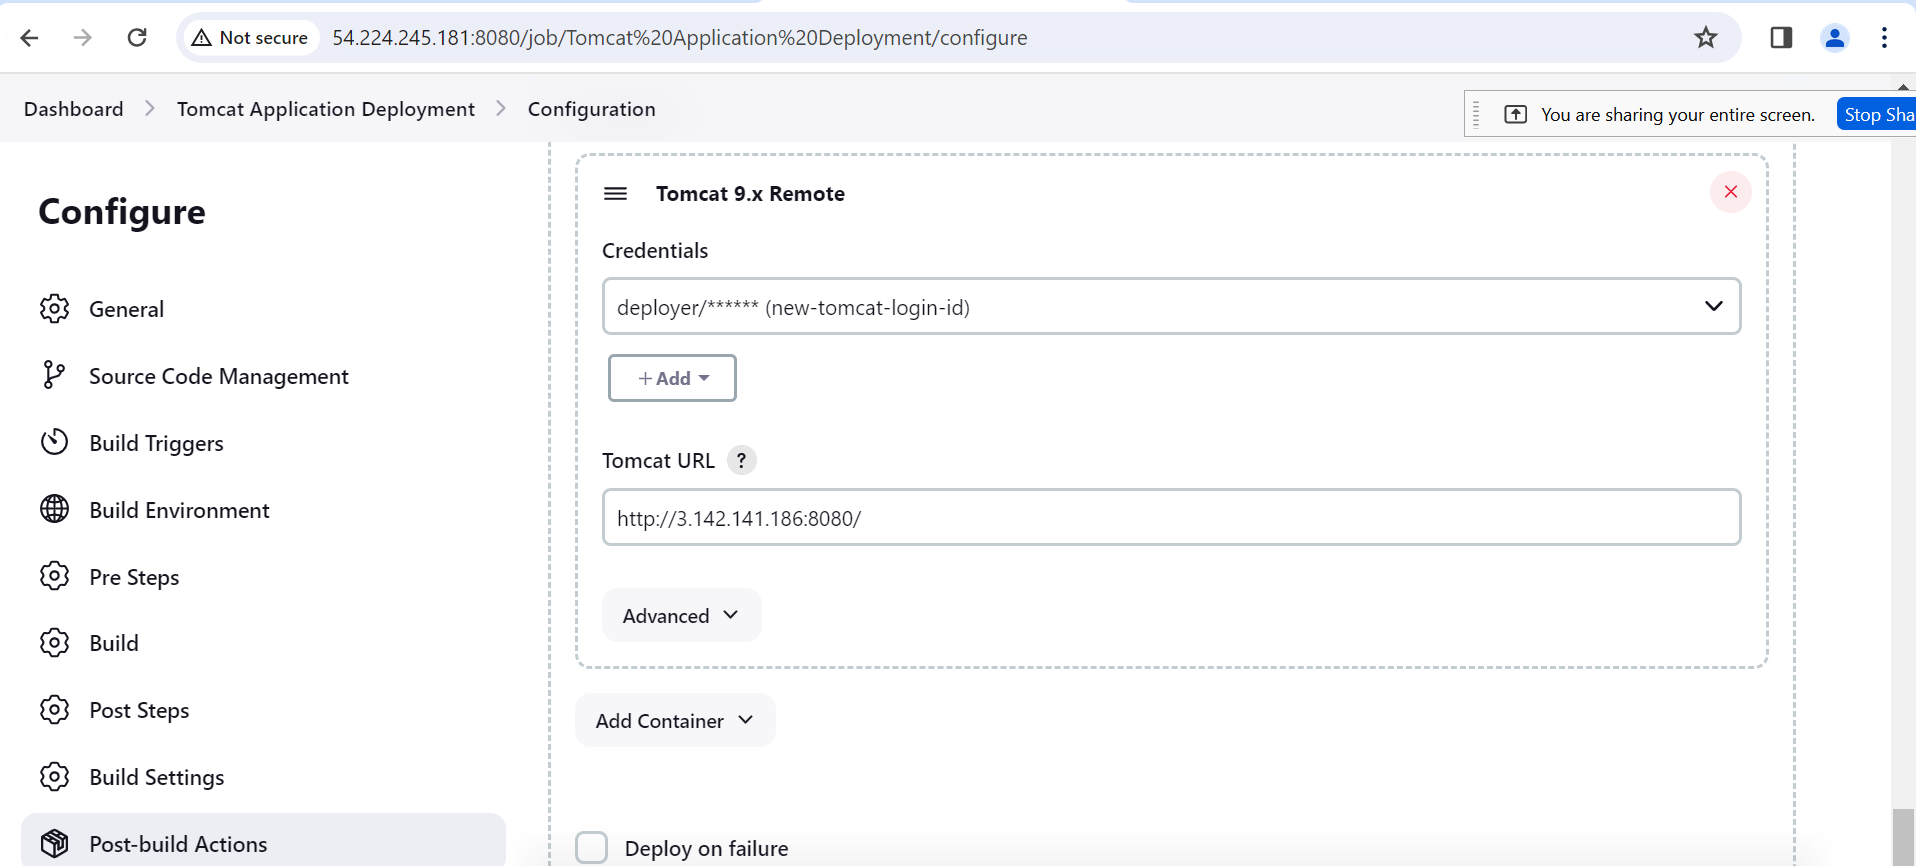 Not secure
54.224.245.181:8080/job/Tomcat%20Application%20Deployment/configure
Dashboard > Tomcat Application Deployment > Configuration
You are sharing your entire screen.
Stop Sha
Configure
General
Source Code Management
Build Triggers
Build Environment
Pre Steps
Build
Post Steps
Build Settings
Post-build Actions
Tomcat 9.x Remote
Credentials
deployer/****** (new-tomcat-login-id)
+ Add
Tomcat URL ?
http://3.142.141.186:8080/
Advanced
Add Container
Deploy on failure